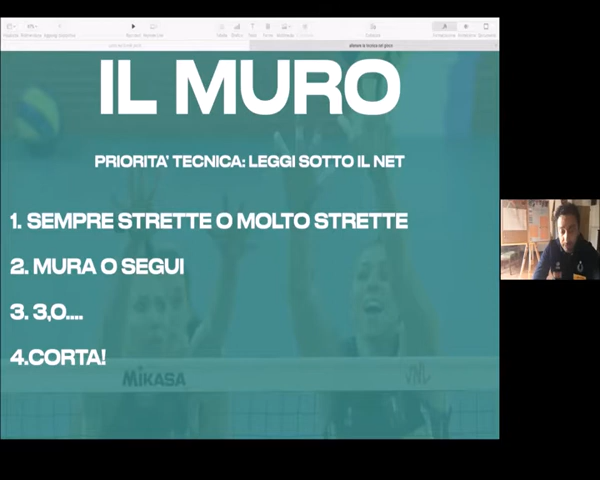 IL MURO
PRIORITA' TECNICA: LEGGI SOTTO IL NET
1. SEMPRE STRETTE O MOLTO STRETTE
2. MURA O SEGUI
3. 3,O....
4.CORTA!
MIKASA
VNL